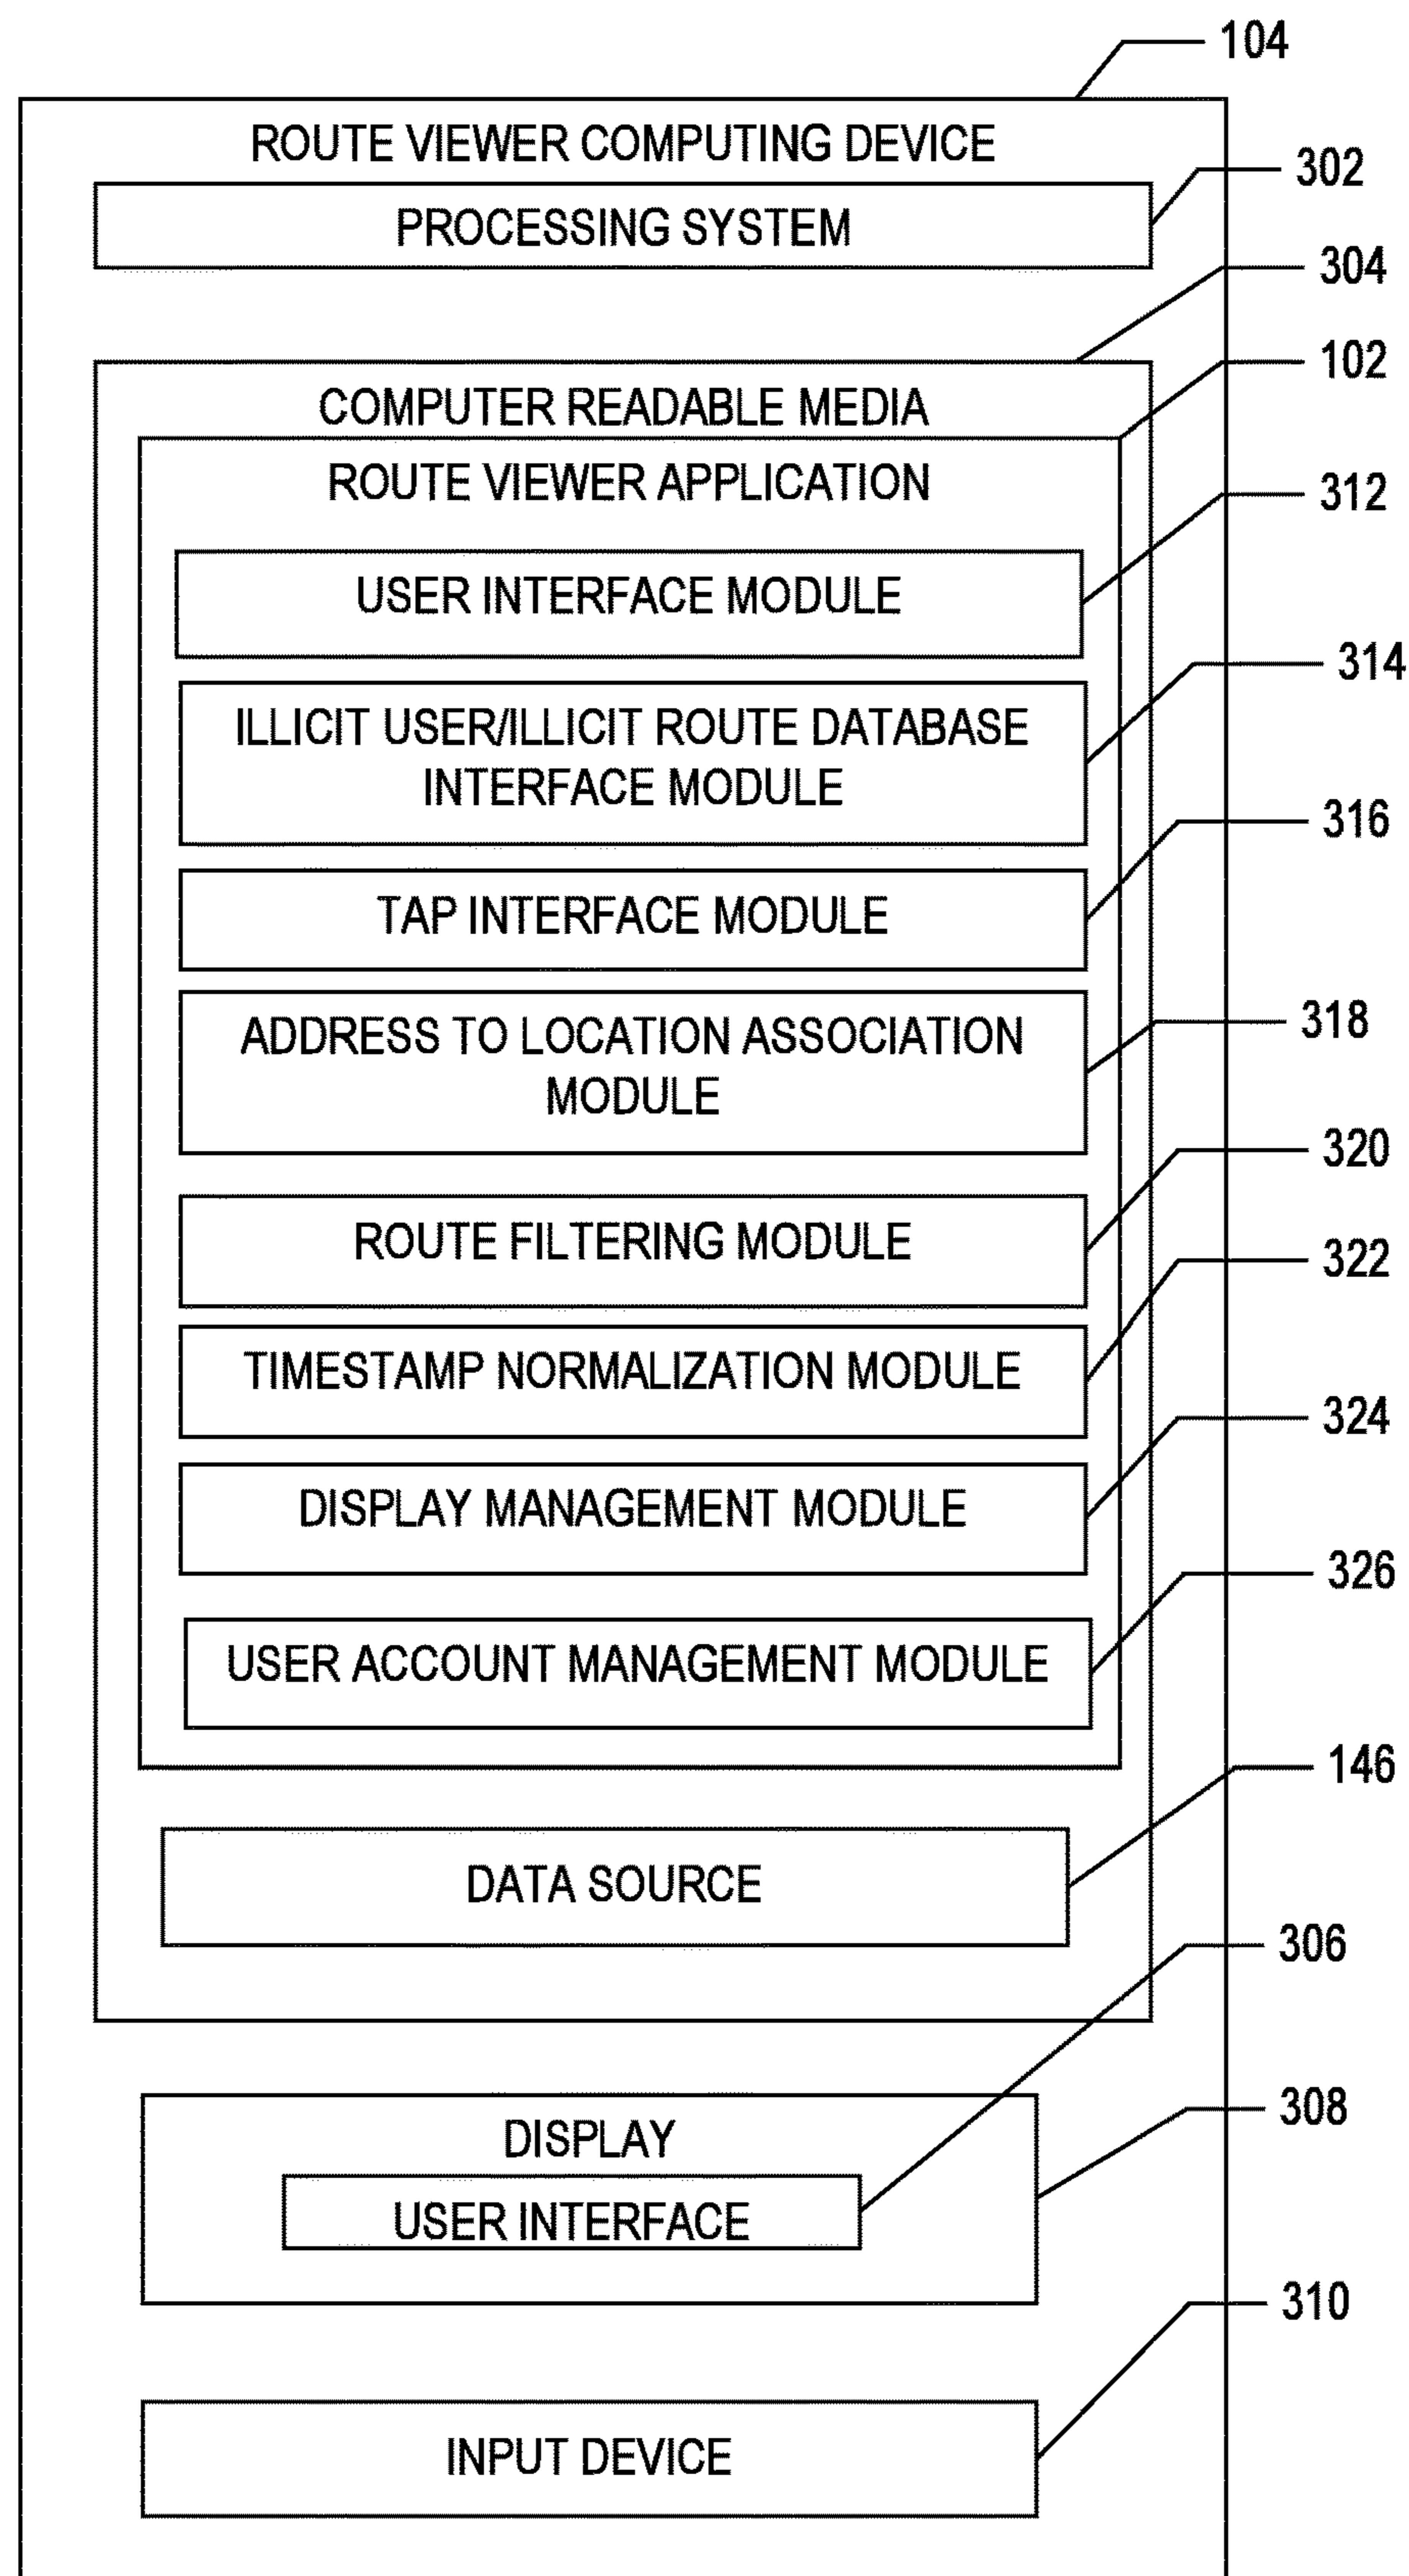 104
ROUTE VIEWER COMPUTING DEVICE
302
PROCESSING SYSTEM
304
102
COMPUTER READABLE MEDIA
ROUTE VIEWER APPLICATION
312
USER INTERFACE MODULE
314
ILLICIT USER/ILLICIT ROUTE DATABASE
INTERFACE MODULE
316
TAP INTERFACE MODULE
318
ADDRESS TO LOCATION ASSOCIATION
MODULE
320
ROUTE FILTERING MODULE
322
TIMESTAMP NORMALIZATION MODULE
324
DISPLAY MANAGEMENT MODULE
326
USER ACCOUNT MANAGEMENT MODULE
146
DATA SOURCE
306
308
DISPLAY
USER INTERFACE
310
INPUT DEVICE